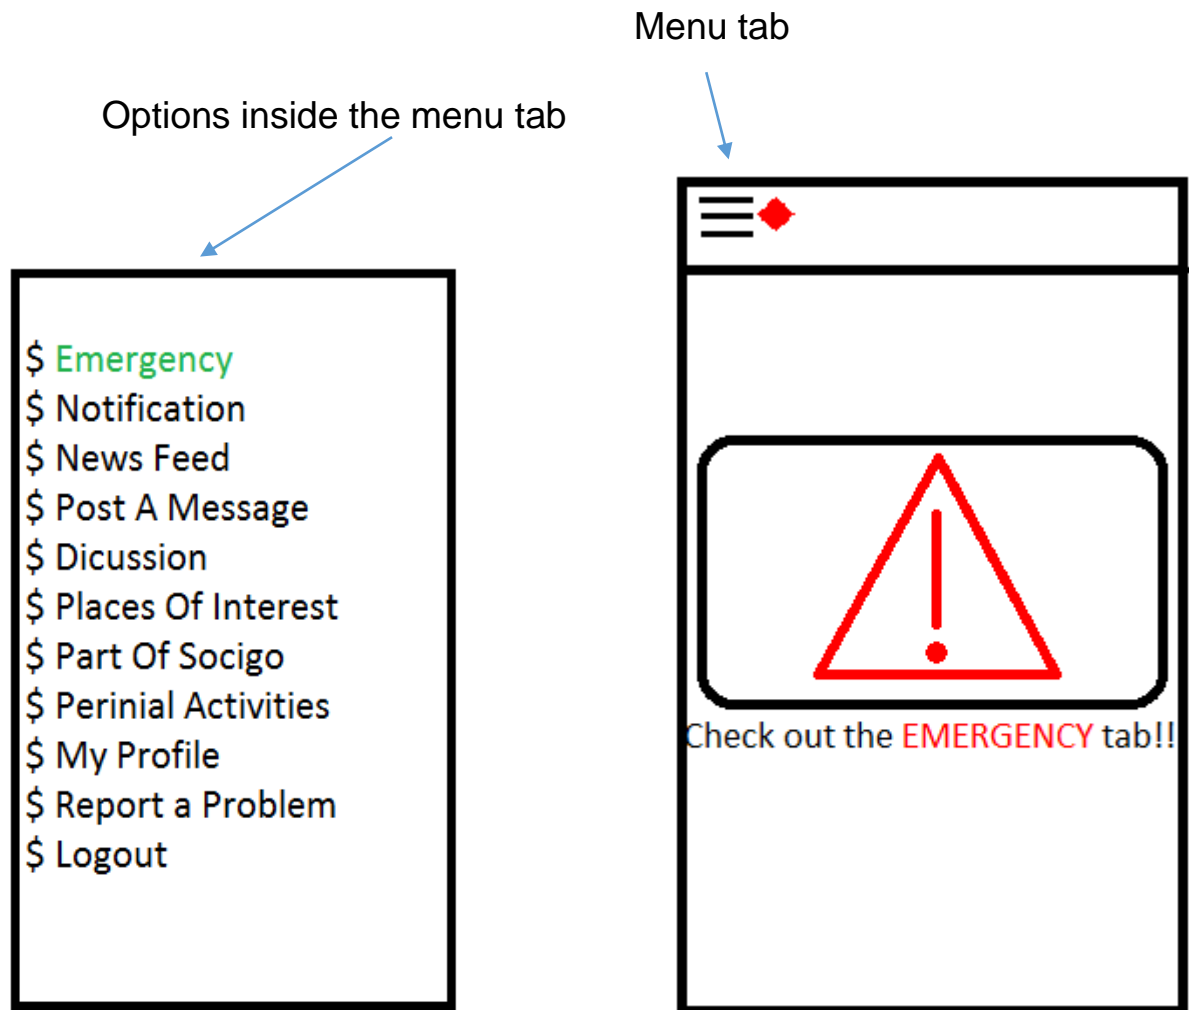 Menu tab
Options inside the menu tab
$ Emergency
$ Notification
$ News Feed
$ Post A Message
$ Dicussion
$ Places Of Interest
$ Part Of Socigo
$ Perinial Activities
$ My Profile
$ Report a Problem
$ Logout
Check out the EMERGENCY tab!!